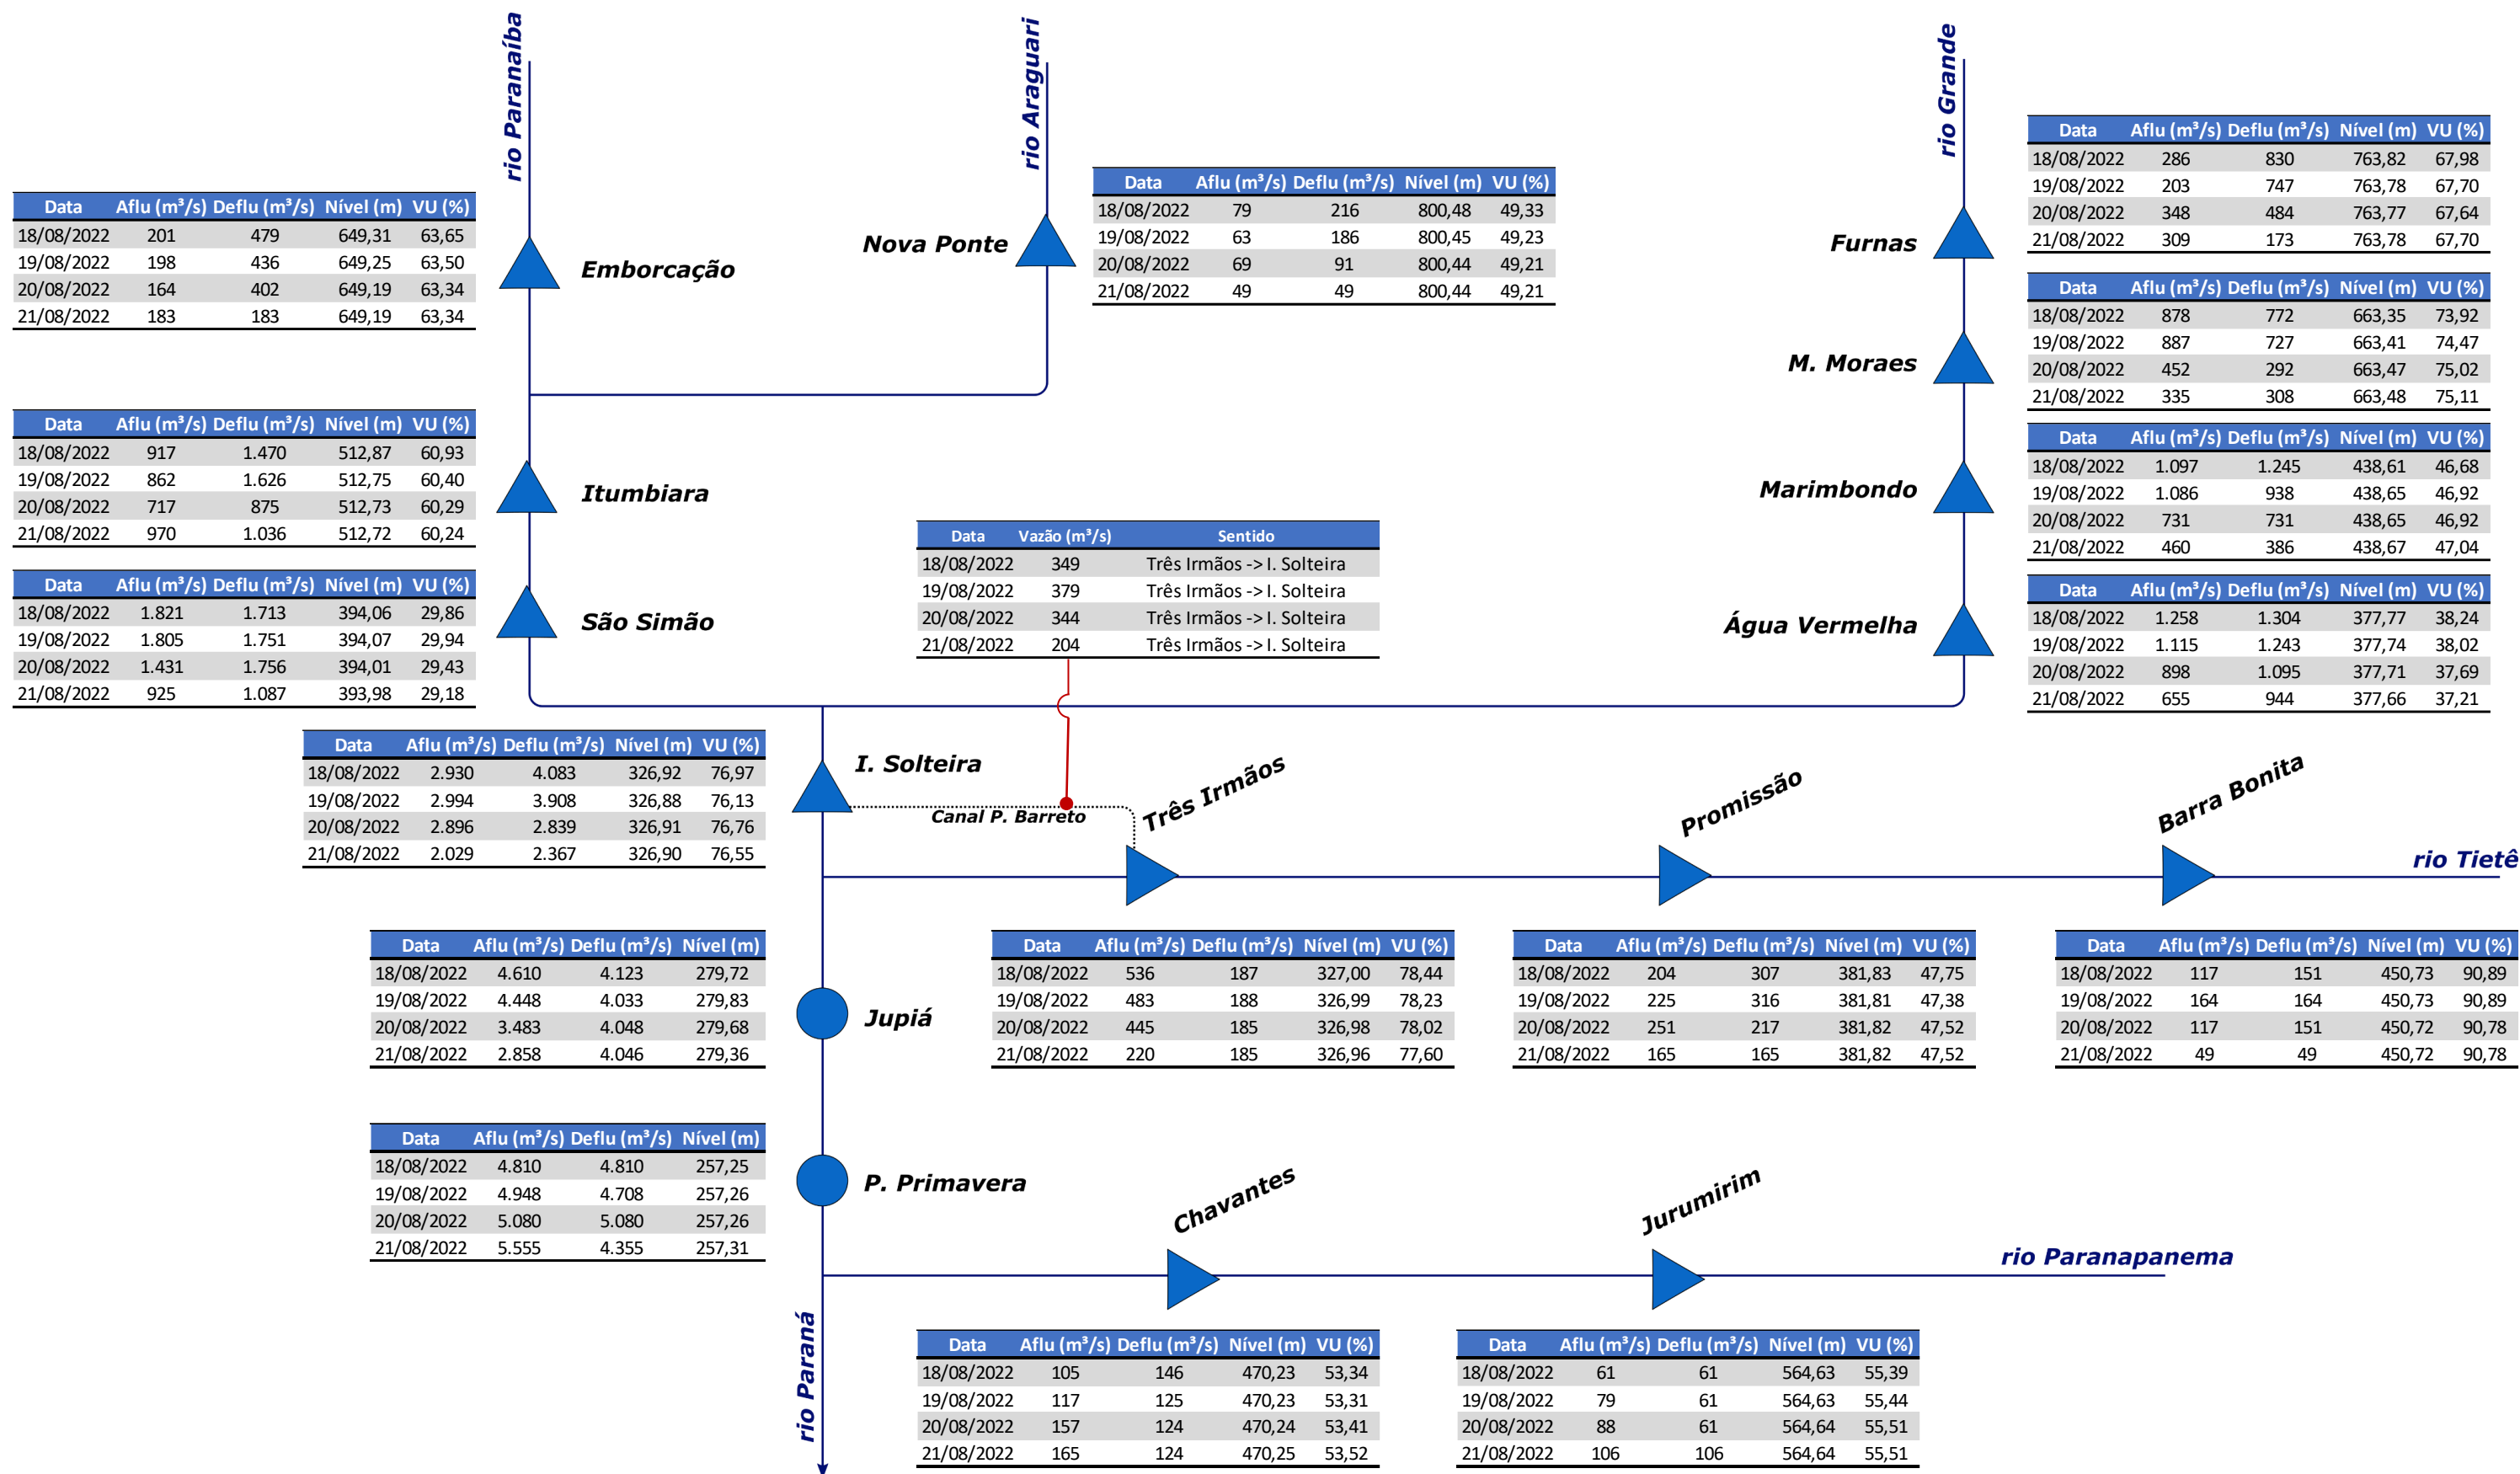 rio Paranaíba
rio Araguari
rio Grande
Data Aflu (m³/s) Deflu (m³/s) Nível (m) VU (%)
18/08/2022 201 479 649,31 63,65
19/08/2022 198 436 649,25 63,50
20/08/2022 164 402 649,19 63,34
21/08/2022 183 183 649,19 63,34
Emborcação
Nova Ponte
Data Aflu (m³/s) Deflu (m³/s) Nível (m) VU (%)
18/08/2022 79 216 800,48 49,33
19/08/2022 63 186 800,45 49,23
20/08/2022 69 91 800,44 49,21
21/08/2022 49 49 800,44 49,21
Furnas
Data Aflu (m³/s) Deflu (m³/s) Nível (m) VU (%)
18/08/2022 286 830 763,82 67,98
19/08/2022 203 747 763,78 67,70
20/08/2022 348 484 763,77 67,64
21/08/2022 309 173 763,78 67,70
M. Moraes
Data Aflu (m³/s) Deflu (m³/s) Nível (m) VU (%)
18/08/2022 878 772 663,35 73,92
19/08/2022 887 727 663,41 74,47
20/08/2022 452 292 663,47 75,02
21/08/2022 335 308 663,48 75,11
Data Aflu (m³/s) Deflu (m³/s) Nível (m) VU (%)
18/08/2022 917 1.470 512,87 60,93
19/08/2022 862 1.626 512,75 60,40
20/08/2022 717 875 512,73 60,29
21/08/2022 970 1.036 512,72 60,24
Itumbiara
Marimbondo
Data Aflu (m³/s) Deflu (m³/s) Nível (m) VU (%)
18/08/2022 1.097 1.245 438,61 46,68
19/08/2022 1.086 938 438,65 46,92
20/08/2022 731 731 438,65 46,92
21/08/2022 460 386 438,67 47,04
Data Vazão (m³/s) Sentido
18/08/2022 349 Três Irmãos -> I. Solteira
19/08/2022 379 Três Irmãos -> I. Solteira
20/08/2022 344 Três Irmãos -> I. Solteira
21/08/2022 204 Três Irmãos -> I. Solteira
Data Aflu (m³/s) Deflu (m³/s) Nível (m) VU (%)
18/08/2022 1.821 1.713 394,06 29,86
19/08/2022 1.805 1.751 394,07 29,94
20/08/2022 1.431 1.756 394,01 29,43
21/08/2022 925 1.087 393,98 29,18
São Simão
Água Vermelha
Data Aflu (m³/s) Deflu (m³/s) Nível (m) VU (%)
18/08/2022 1.258 1.304 377,77 38,24
19/08/2022 1.115 1.243 377,74 38,02
20/08/2022 898 1.095 377,71 37,69
21/08/2022 655 944 377,66 37,21
Data Aflu (m³/s) Deflu (m³/s) Nível (m) VU (%)
18/08/2022 2.930 4.083 326,92 76,97
19/08/2022 2.994 3.908 326,88 76,13
20/08/2022 2.896 2.839 326,91 76,76
21/08/2022 2.029 2.367 326,90 76,55
I. Solteira
Canal P. Barreto
Três Irmãos
Promissão
Barra Bonita
rio Tietê
Data Aflu (m³/s) Deflu (m³/s) Nível (m)
18/08/2022 4.610 4.123 279,72
19/08/2022 4.448 4.033 279,83
20/08/2022 3.483 4.048 279,68
21/08/2022 2.858 4.046 279,36
Jupiá
Data Aflu (m³/s) Deflu (m³/s) Nível (m) VU (%)
18/08/2022 536 187 327,00 78,44
19/08/2022 483 188 326,99 78,23
20/08/2022 445 185 326,98 78,02
21/08/2022 220 185 326,96 77,60
Data Aflu (m³/s) Deflu (m³/s) Nível (m) VU (%)
18/08/2022 204 307 381,83 47,75
19/08/2022 225 316 381,81 47,38
20/08/2022 251 217 381,82 47,52
21/08/2022 165 165 381,82 47,52
Data Aflu (m³/s) Deflu (m³/s) Nível (m) VU (%)
18/08/2022 117 151 450,73 90,89
19/08/2022 164 164 450,73 90,89
20/08/2022 117 151 450,72 90,78
21/08/2022 49 49 450,72 90,78
Data Aflu (m³/s) Deflu (m³/s) Nível (m)
18/08/2022 4.810 4.810 257,25
19/08/2022 4.948 4.708 257,26
20/08/2022 5.080 5.080 257,26
21/08/2022 5.555 4.355 257,31
P. Primavera
Chavantes
Jurumirim
rio Paranapanema
rio Paraná
Data Aflu (m³/s) Deflu (m³/s) Nível (m) VU (%)
18/08/2022 105 146 470,23 53,34
19/08/2022 117 125 470,23 53,31
20/08/2022 157 124 470,24 53,41
21/08/2022 165 124 470,25 53,52
Data Aflu (m³/s) Deflu (m³/s) Nível (m) VU (%)
18/08/2022 61 61 564,63 55,39
19/08/2022 79 61 564,63 55,44
20/08/2022 88 61 564,64 55,51
21/08/2022 106 106 564,64 55,51